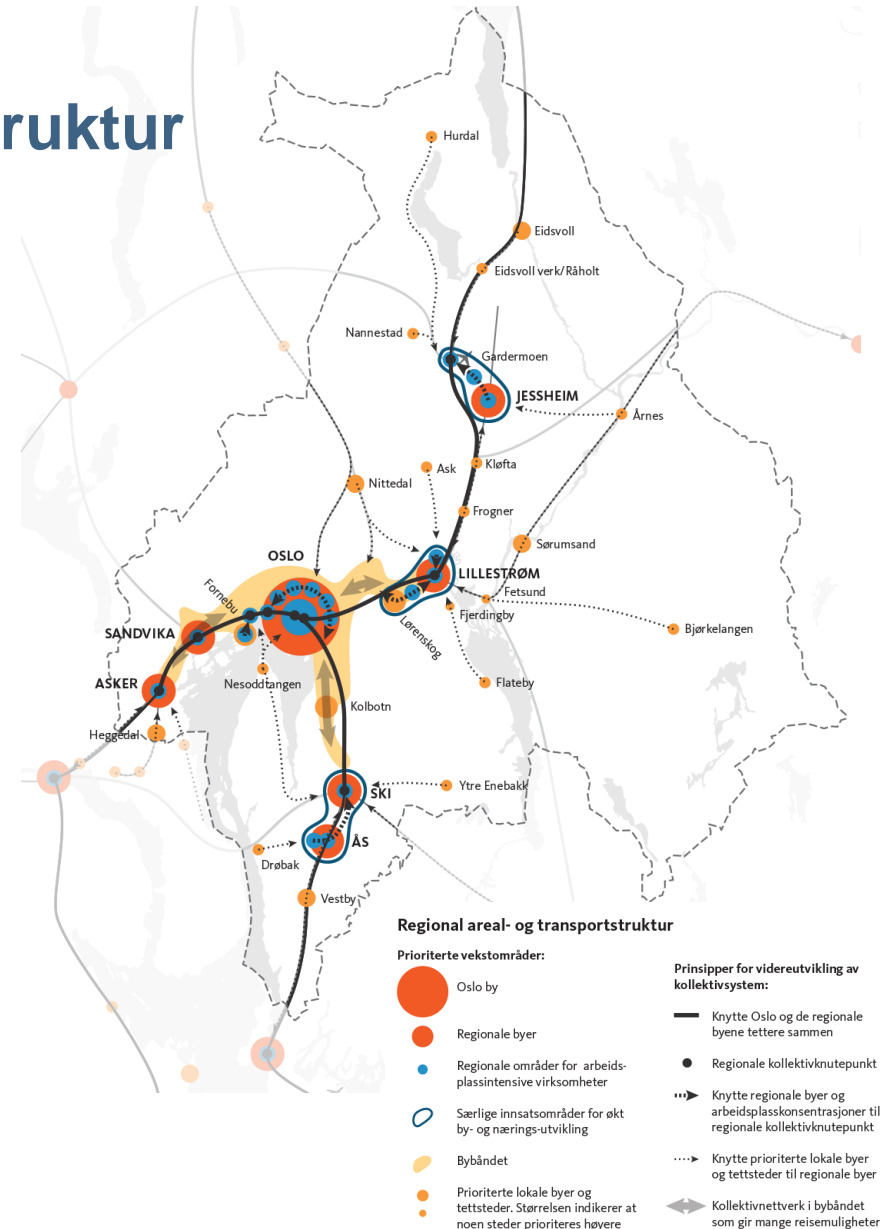 ruktur
Hurdal
Eidsvoll
Eidsvoll verk/Råholt
Nannestad
Gardermoen
JESSHEIM
Årnes
Ask
Kløfta
Nittedal
Frogner
Sørumsand
OSLO
LILLESTRØM
Fetsund
Fornebu
Fjerdingby
Lørenskog
Bjørkelangen
SANDVIKA
ASKER
Nesoddtangen
Flateby
Kolbotn
Heggedal
SKI
Ytre Enebakk
ÅS
Drøbak
Vestby
Regional areal- og transportstruktur
Prioriterte vekstområder:
Oslo by
Regionale byer
Regionale områder for arbeids-
plassintensive virksomheter
Særlige innsatsområder for økt
by- og nærings-utvikling
Bybåndet
Prioriterte lokale byer og
tettsteder. Størrelsen indikerer at
noen steder prioriteres høyere
Prinsipper for videreutvikling av
kollektivsystem:
Knytte Oslo og de regionale
byene tettere sammen
Regionale kollektivknutepunkt
Knytte regionale byer og
arbeidsplasskonsentrasjoner til
regionale kollektivknutepunkt
Knytte prioriterte lokale byer
og tettsteder til regionale byer
Kollektivnettverk i bybåndet
som gir mange reisemuligheter